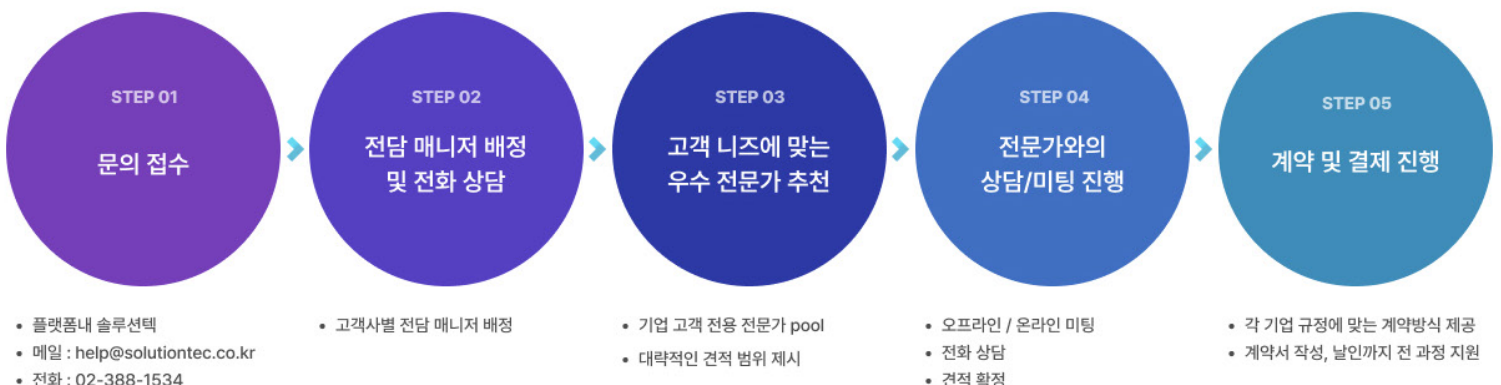 STEP 01
문의 접수
STEP 02
전담 매니저 배정
및 전화 상담
STEP 03
고객 니즈에 맞는
우수 전문가 추천
STEP 04
전문가와의
상담/미팅 진행
STEP 05
계약 및 결제 진행
• 플랫폼내 솔루션텍
• 메일 : help@solutiontec.co.kr
• 전화 : 02-388-1534
• 고객사별 전담 매니저 배정
• 기업 고객 전용 전문가 pool
• 대략적인 견적 범위 제시
• 오프라인 / 온라인 미팅
• 전화 상담
• 견적 확정
• 각 기업 규정에 맞는 계약방식 제공
• 계약서 작성, 날인까지 전 과정 지원